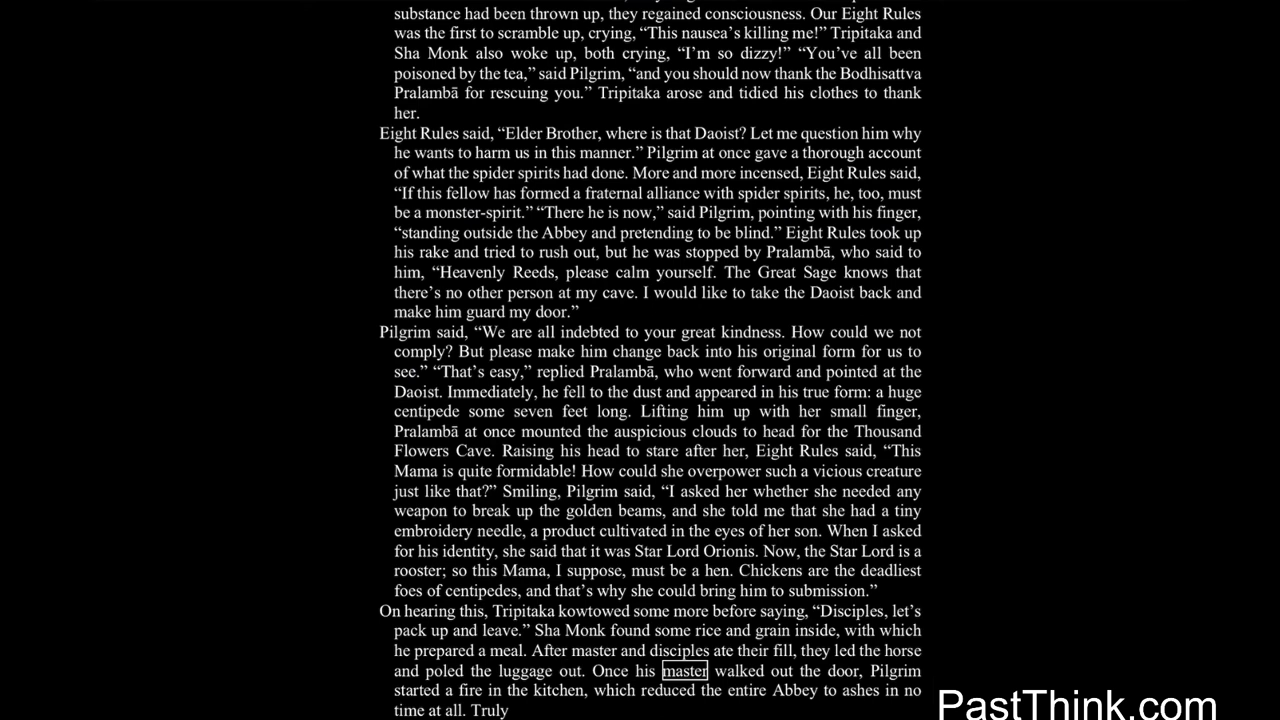 substance had been thrown up, they regained consciousness. Our Eight Rules
was the first to scramble up, crying, “This nausea’s killing me!” Tripitaka and
Sha Monk also woke up, both crying, “I’m so dizzy!” “You’ve all been
poisoned by the tea,” said Pilgrim, “and you should now thank the Bodhisattva
Pralambā for rescuing you.” Tripitaka arose and tidied his clothes to thank
her.
Eight Rules said, “Elder Brother, where is that Daoist? Let me question him why
he wants to harm us in this manner.” Pilgrim at once gave a thorough account
of what the spider spirits had done. More and more incensed, Eight Rules said,
“If this fellow has formed a fraternal alliance with spider spirits, he, too, must
be a monster-spirit.” “There he is now,” said Pilgrim, pointing with his finger,
“standing outside the Abbey and pretending to be blind.” Eight Rules took up
his rake and tried to rush out, but he was stopped by Pralambā, who said to
him, “Heavenly Reeds, please calm yourself. The Great Sage knows that
there’s no other person at my cave. I would like to take the Daoist back and
make him guard my door.”
Pilgrim said, “We are all indebted to your great kindness. How could we not
comply? But please make him change back into his original form for us to
see.” “That’s easy,” replied Pralambā, who went forward and pointed at the
Daoist. Immediately, he fell to the dust and appeared in his true form: a huge
centipede some seven feet long. Lifting him up with her small finger,
Pralambā at once mounted the auspicious clouds to head for the Thousand
Flowers Cave. Raising his head to stare after her, Eight Rules said, “This
Mama is quite formidable! How could she overpower such a vicious creature
just like that?” Smiling, Pilgrim said, “I asked her whether she needed any
weapon to break up the golden beams, and she told me that she had a tiny
embroidery needle, a product cultivated in the eyes of her son. When I asked
for his identity, she said that it was Star Lord Orionis. Now, the Star Lord is a
rooster; so this Mama, I suppose, must be a hen. Chickens are the deadliest
foes of centipedes, and that’s why she could bring him to submission.”
On hearing this, Tripitaka kowtowed some more before saying, “Disciples, let’s
pack up and leave.” Sha Monk found some rice and grain inside, with which
he prepared a meal. After master and disciples ate their fill, they led the horse
and poled the luggage out. Once his master walked out the door, Pilgrim
started a fire in the kitchen, which reduced the entire Abbey to ashes in no
time at all. Truly
PastThink.com